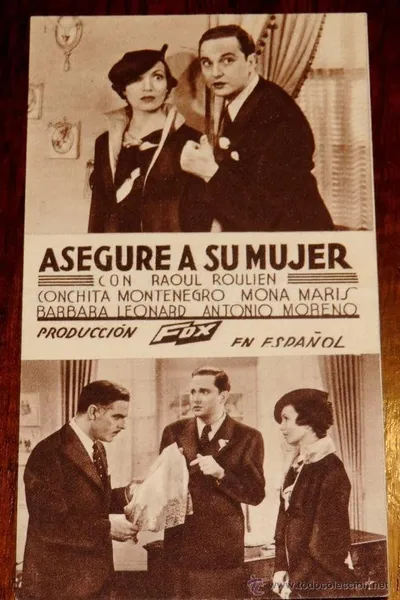 ASEGURE A SU MUJER
CON RAOUL ROULIEN
CONCHITA MONTENEGRO MONA MARIS
BARBARA LEONARD ANTONIO MORENO
PRODUCCIÓN FOX EN ESPAÑOL
www.todocoleccion.net